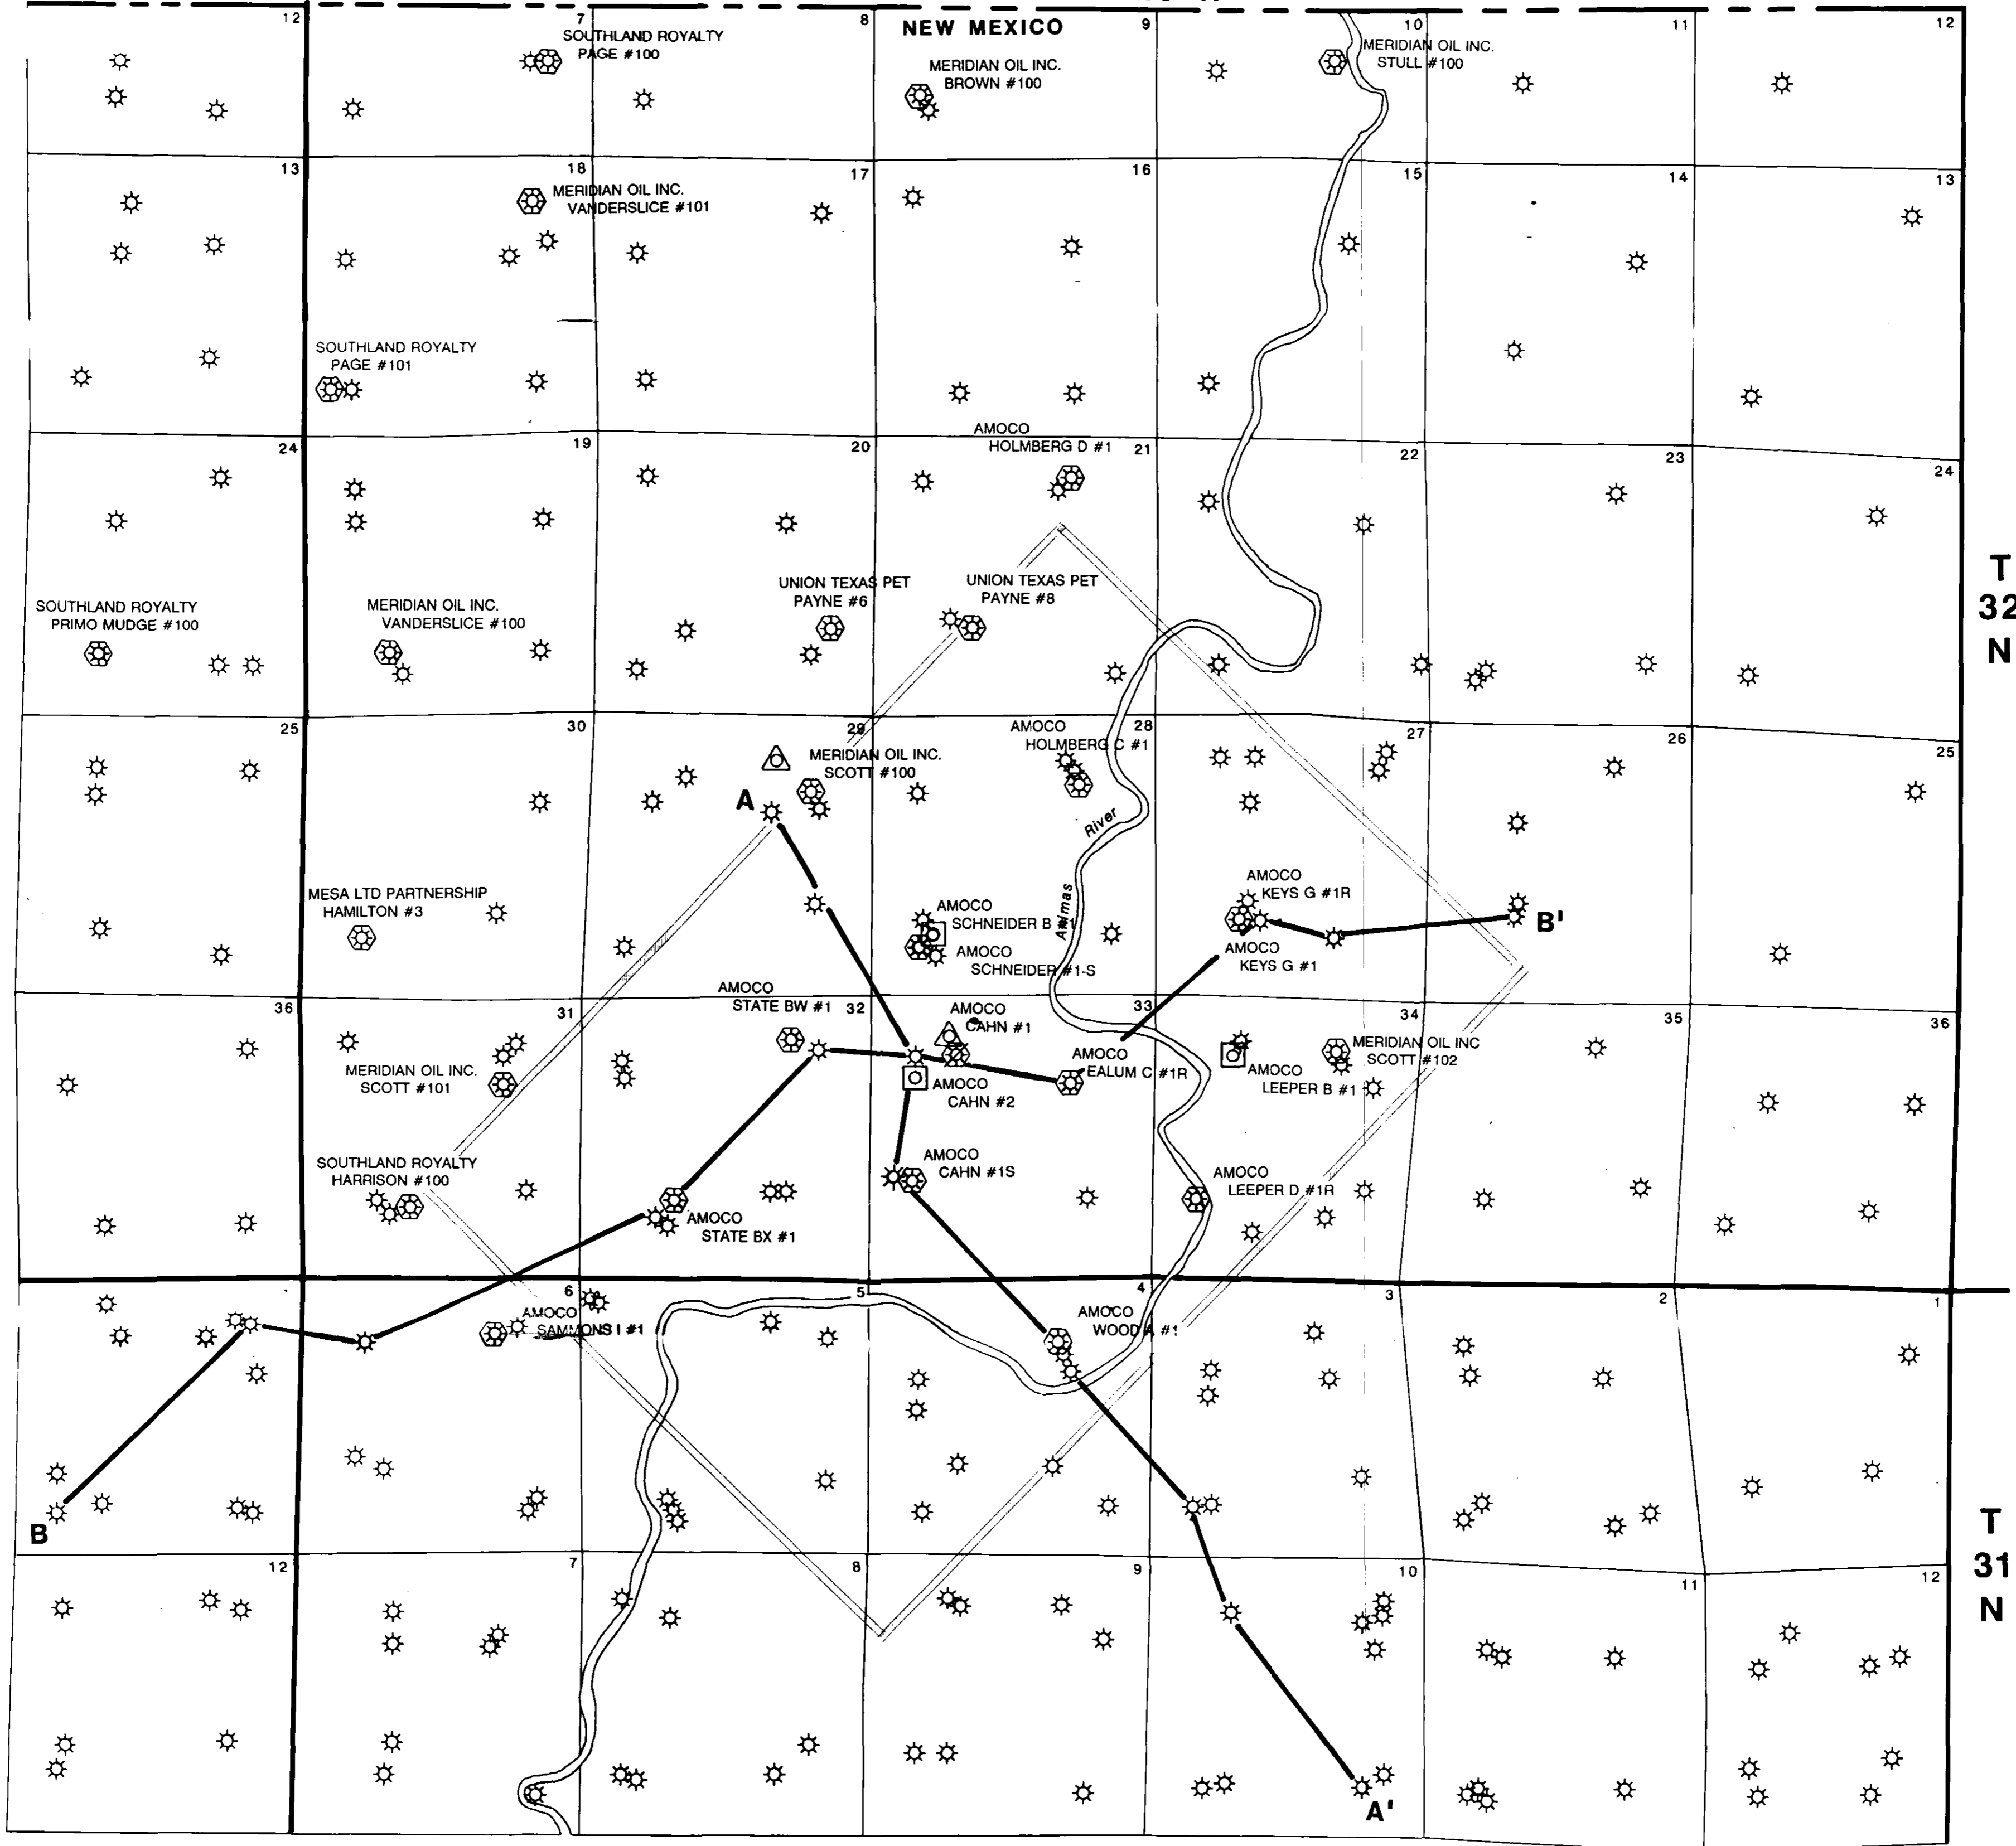 12
7
8
NEW MEXICO
9
10
11
12
SOUTHLAND ROYALTY
PAGE #100
MERIDIAN OIL INC.
BROWN #100
MERIDIAN OIL INC.
STULL #100
13
18
17
16
15
14
13
MERIDIAN OIL INC.
VANDERSLICE #101
SOUTHLAND ROYALTY
PAGE #101
24
19
20
AMOCO
HOLMBERG D #1
21
22
23
24
SOUTHLAND ROYALTY
PRIMO MUDGE #100
MERIDIAN OIL INC.
VANDERSLICE #100
UNION TEXAS PET
PAYNE #6
UNION TEXAS PET
PAYNE #8
T
32
N
25
30
29
28
27
26
25
MERIDIAN OIL INC.
SCOTT #100
AMOCO
HOLMBERG C #1
A
River
Animas
MESA LTD PARTNERSHIP
HAMILTON #3
AMOCO
SCHNEIDER B #1
AMOCO
SCHNEIDER #1-S
AMOCO
KEYS G #1R
AMOCO
KEYS G #1
B'
36
31
32
33
34
35
36
AMOCO
STATE BW #1
AMOCO
CAHN #1
AMOCO
CAHN #2
AMOCO
EALUM C #1R
AMOCO
LEEPER B #1
MERIDIAN OIL INC
SCOTT #102
MERIDIAN OIL INC.
SCOTT #101
SOUTHLAND ROYALTY
HARRISON #100
AMOCO
CAHN #1S
AMOCO
LEEPER D #1R
AMOCO
STATE BX #1
6
5
4
3
2
1
AMOCO
SAMMONS I #1
AMOCO
WOOD A #1
B
T
31
N
12
7
8
9
10
11
12
A'